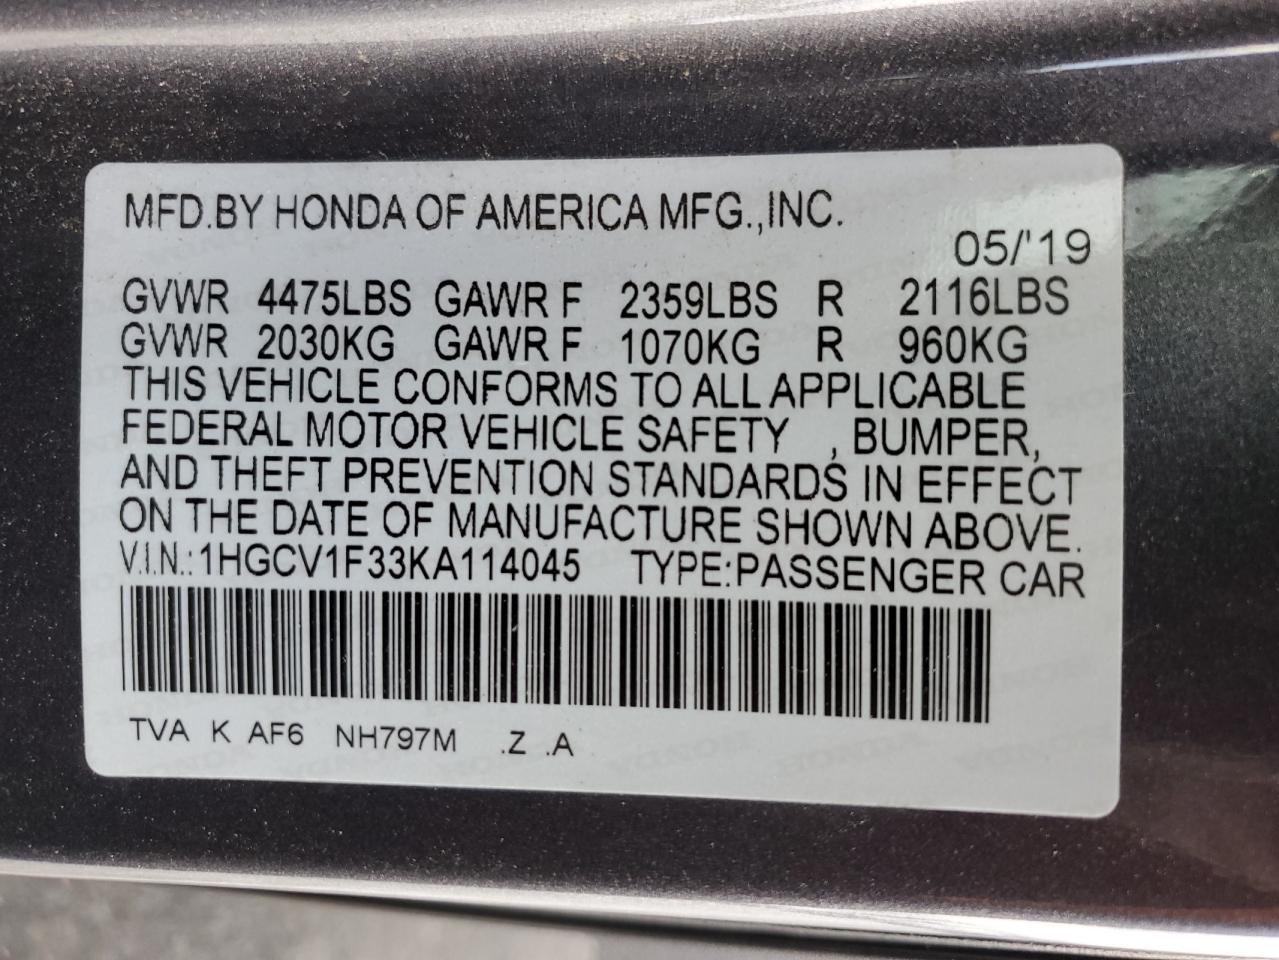 MFD.BY HONDA OF AMERICA MFG.,INC.
05/'19
GVWR 4475LBS GAWR F 2359LBS R 2116LBS
GVWR 2030KG GAWR F 1070KG R 960KG
THIS VEHICLE CONFORMS TO ALL APPLICABLE
FEDERAL MOTOR VEHICLE SAFETY , BUMPER,
AND THEFT PREVENTION STANDARDS IN EFFECT
ON THE DATE OF MANUFACTURE SHOWN ABOVE.
V.I.N.:1HGCV1F33KA114045 TYPE:PASSENGER CAR
TVA K AF6 NH797M .Z .A